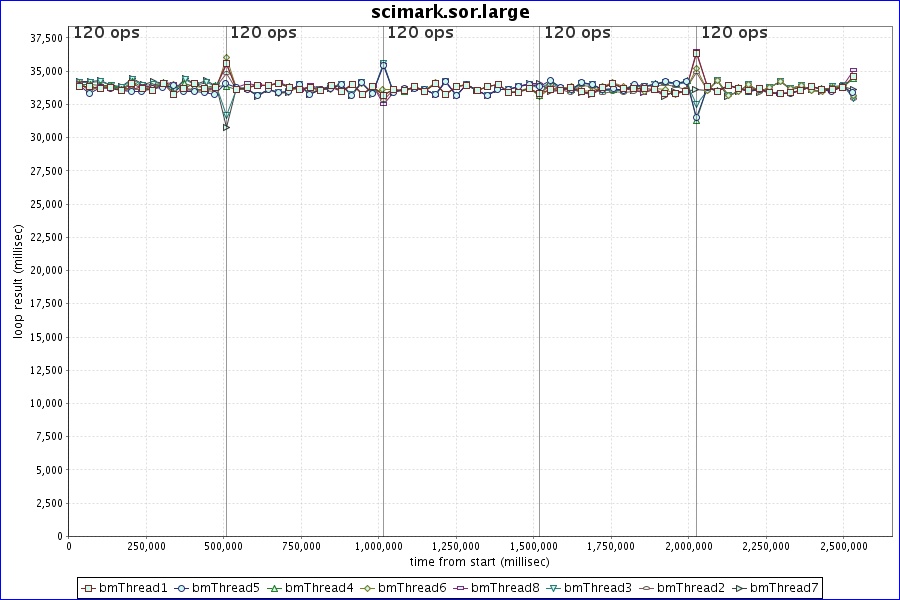 scimark.sor.large
120 ops 120 ops 120 ops 120 ops 120 ops
loop result (millisec)
37,500
35,000
32,500
30,000
27,500
25,000
22,500
20,000
17,500
15,000
12,500
10,000
7,500
5,000
2,500
0
0 250,000 500,000 750,000 1,000,000 1,250,000 1,500,000 1,750,000 2,000,000 2,250,000 2,500,000
time from start (millisec)
bmThread1 bmThread5 bmThread4 bmThread6 bmThread8 bmThread3 bmThread2 bmThread7